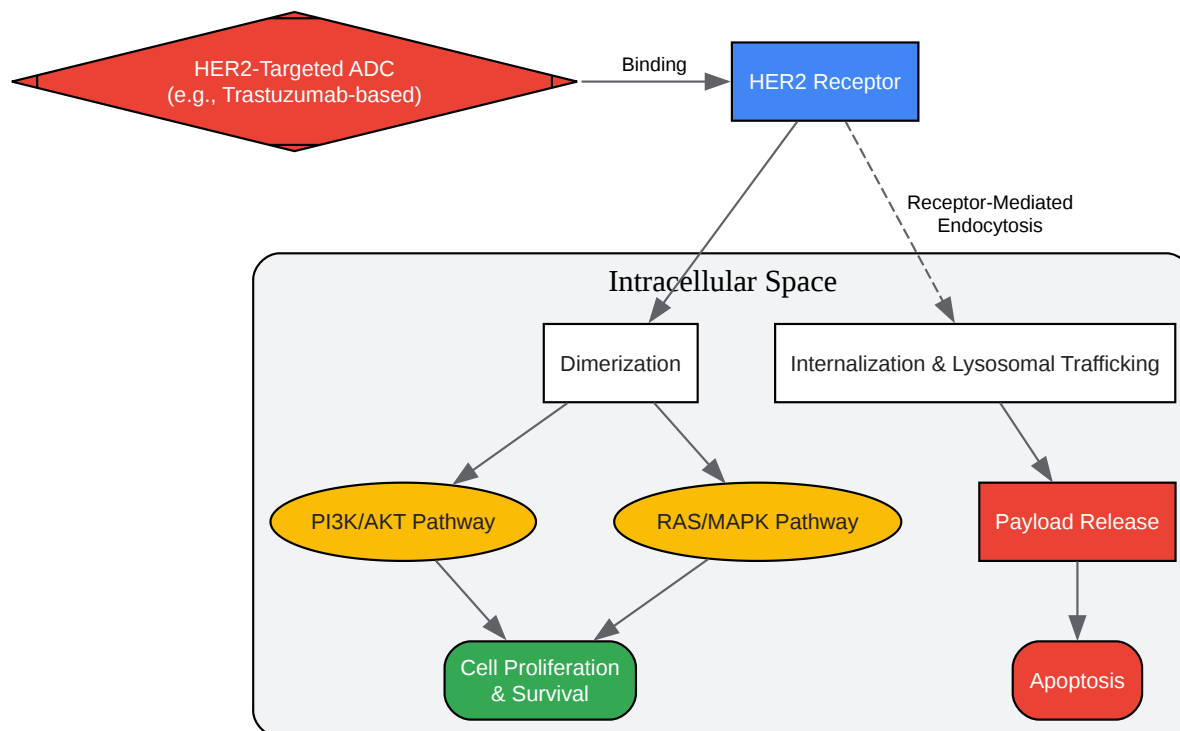 HER2-Targeted ADC
(e.g., Trastuzumab-based)
Binding
HER2 Receptor
Receptor-Mediated
Endocytosis
Intracellular Space
Dimerization
Internalization & Lysosomal Trafficking
PI3K/AKT Pathway
RAS/MAPK Pathway
Payload Release
Cell Proliferation
& Survival
Apoptosis